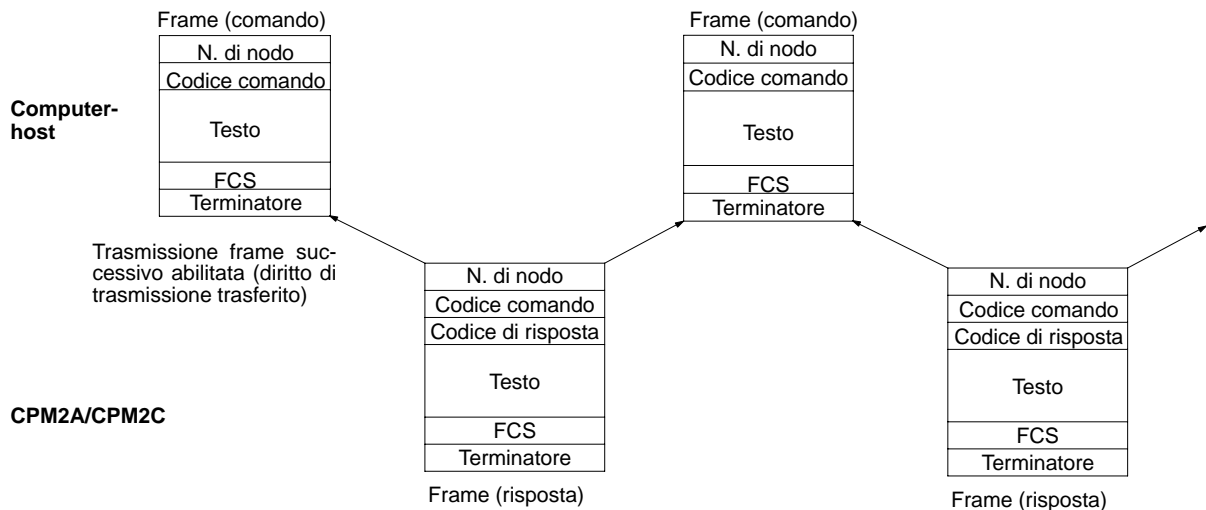 Frame (comando)
N. di nodo
Codice comando
Testo
FCS
Terminatore
Frame (comando)
N. di nodo
Codice comando
Testo
FCS
Terminatore
Computer-
host
Trasmissione frame suc-
cessivo abilitata (diritto di
trasmissione trasferito)
N. di nodo
Codice comando
Codice di risposta
Testo
FCS
Terminatore
Frame (risposta)
N. di nodo
Codice comando
Codice di risposta
Testo
FCS
Terminatore
Frame (risposta)
CPM2A/CPM2C